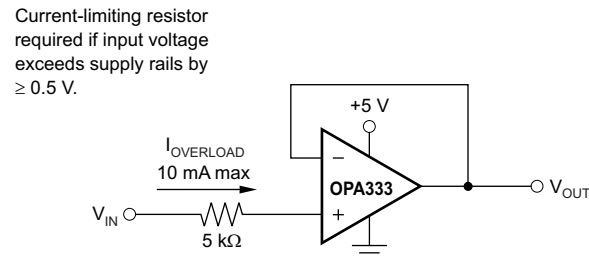 Current-limiting resistor
required if input voltage
exceeds supply rails by
≥ 0.5 V.
+5 V
IOVERLOAD
10 mA max
−
OPA333
+
VIN
VOUT
5 kΩ